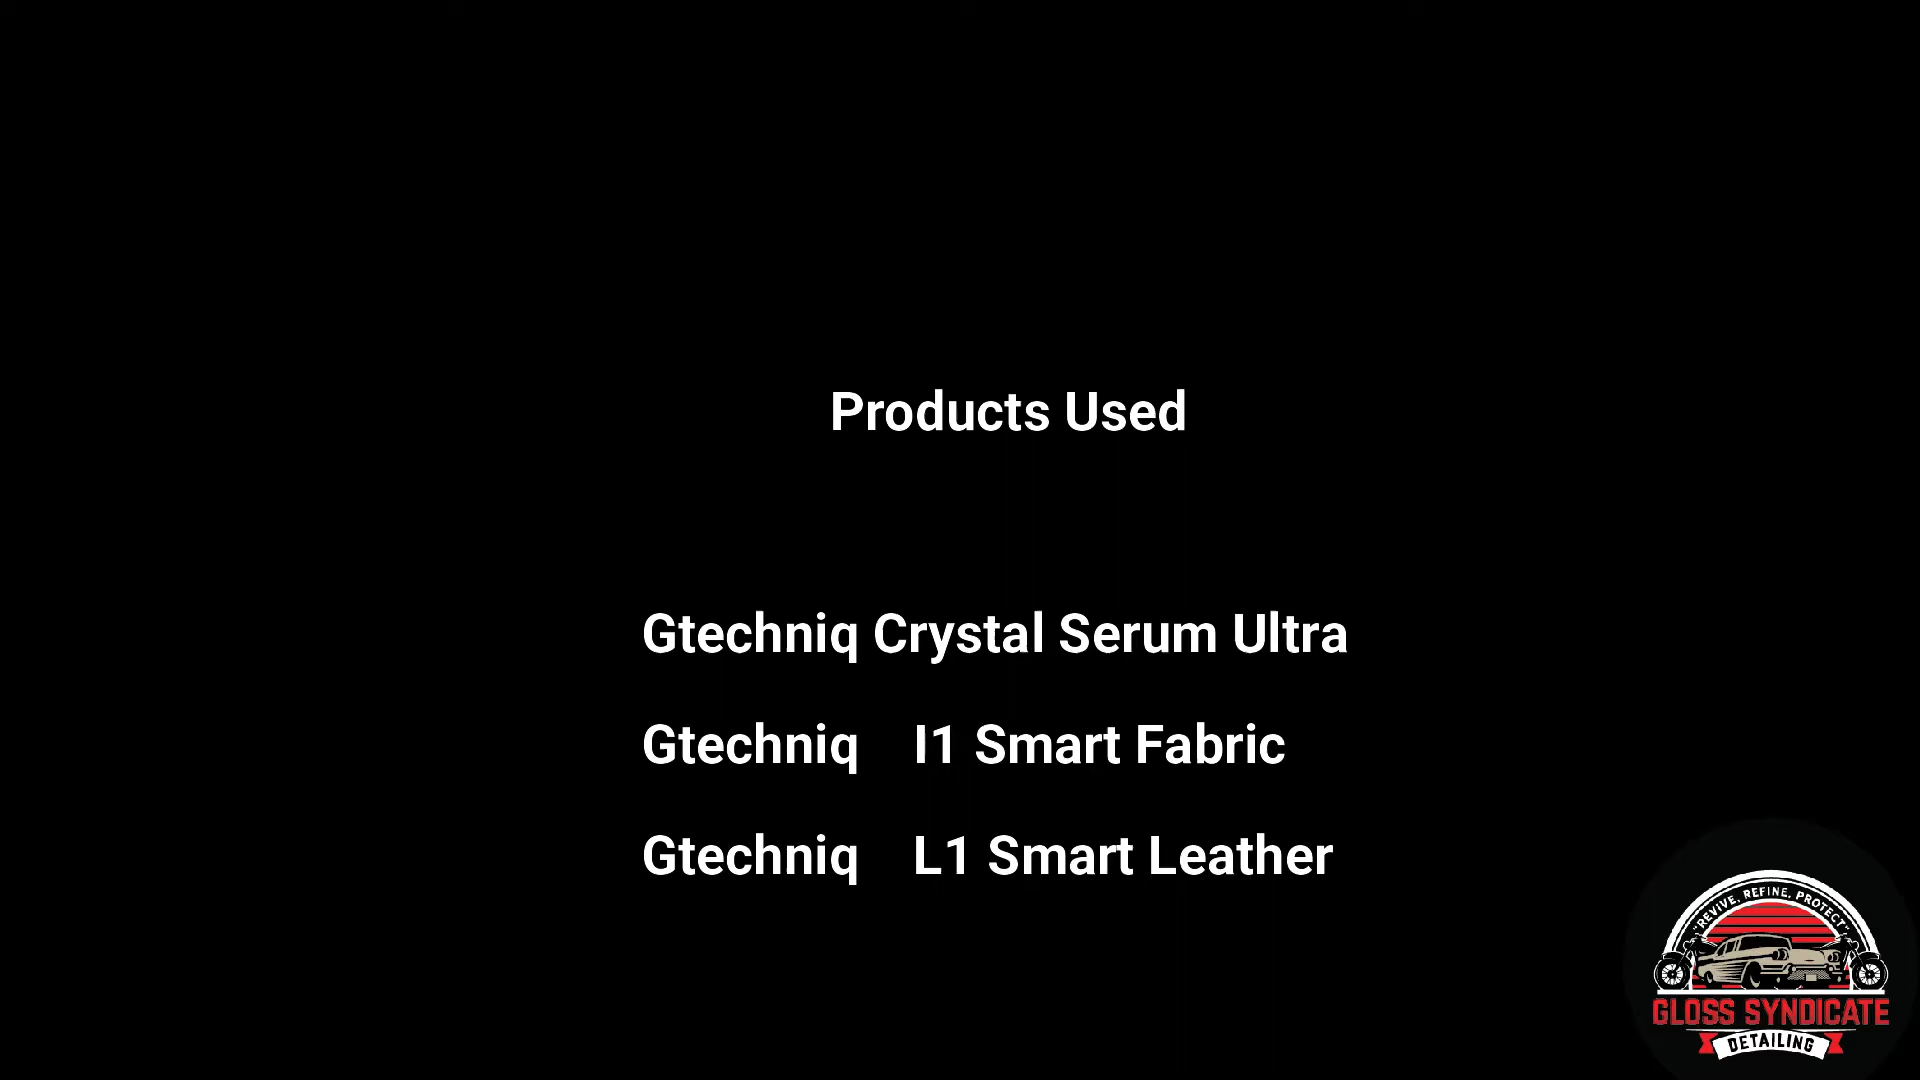 Products Used
Gtechniq Crystal Serum Ultra
Gtechniq    I1 Smart Fabric
Gtechniq    L1 Smart Leather
"REVIVE, REFINE, PROTECT"
GLOSS SYNDICATE
DETAILING